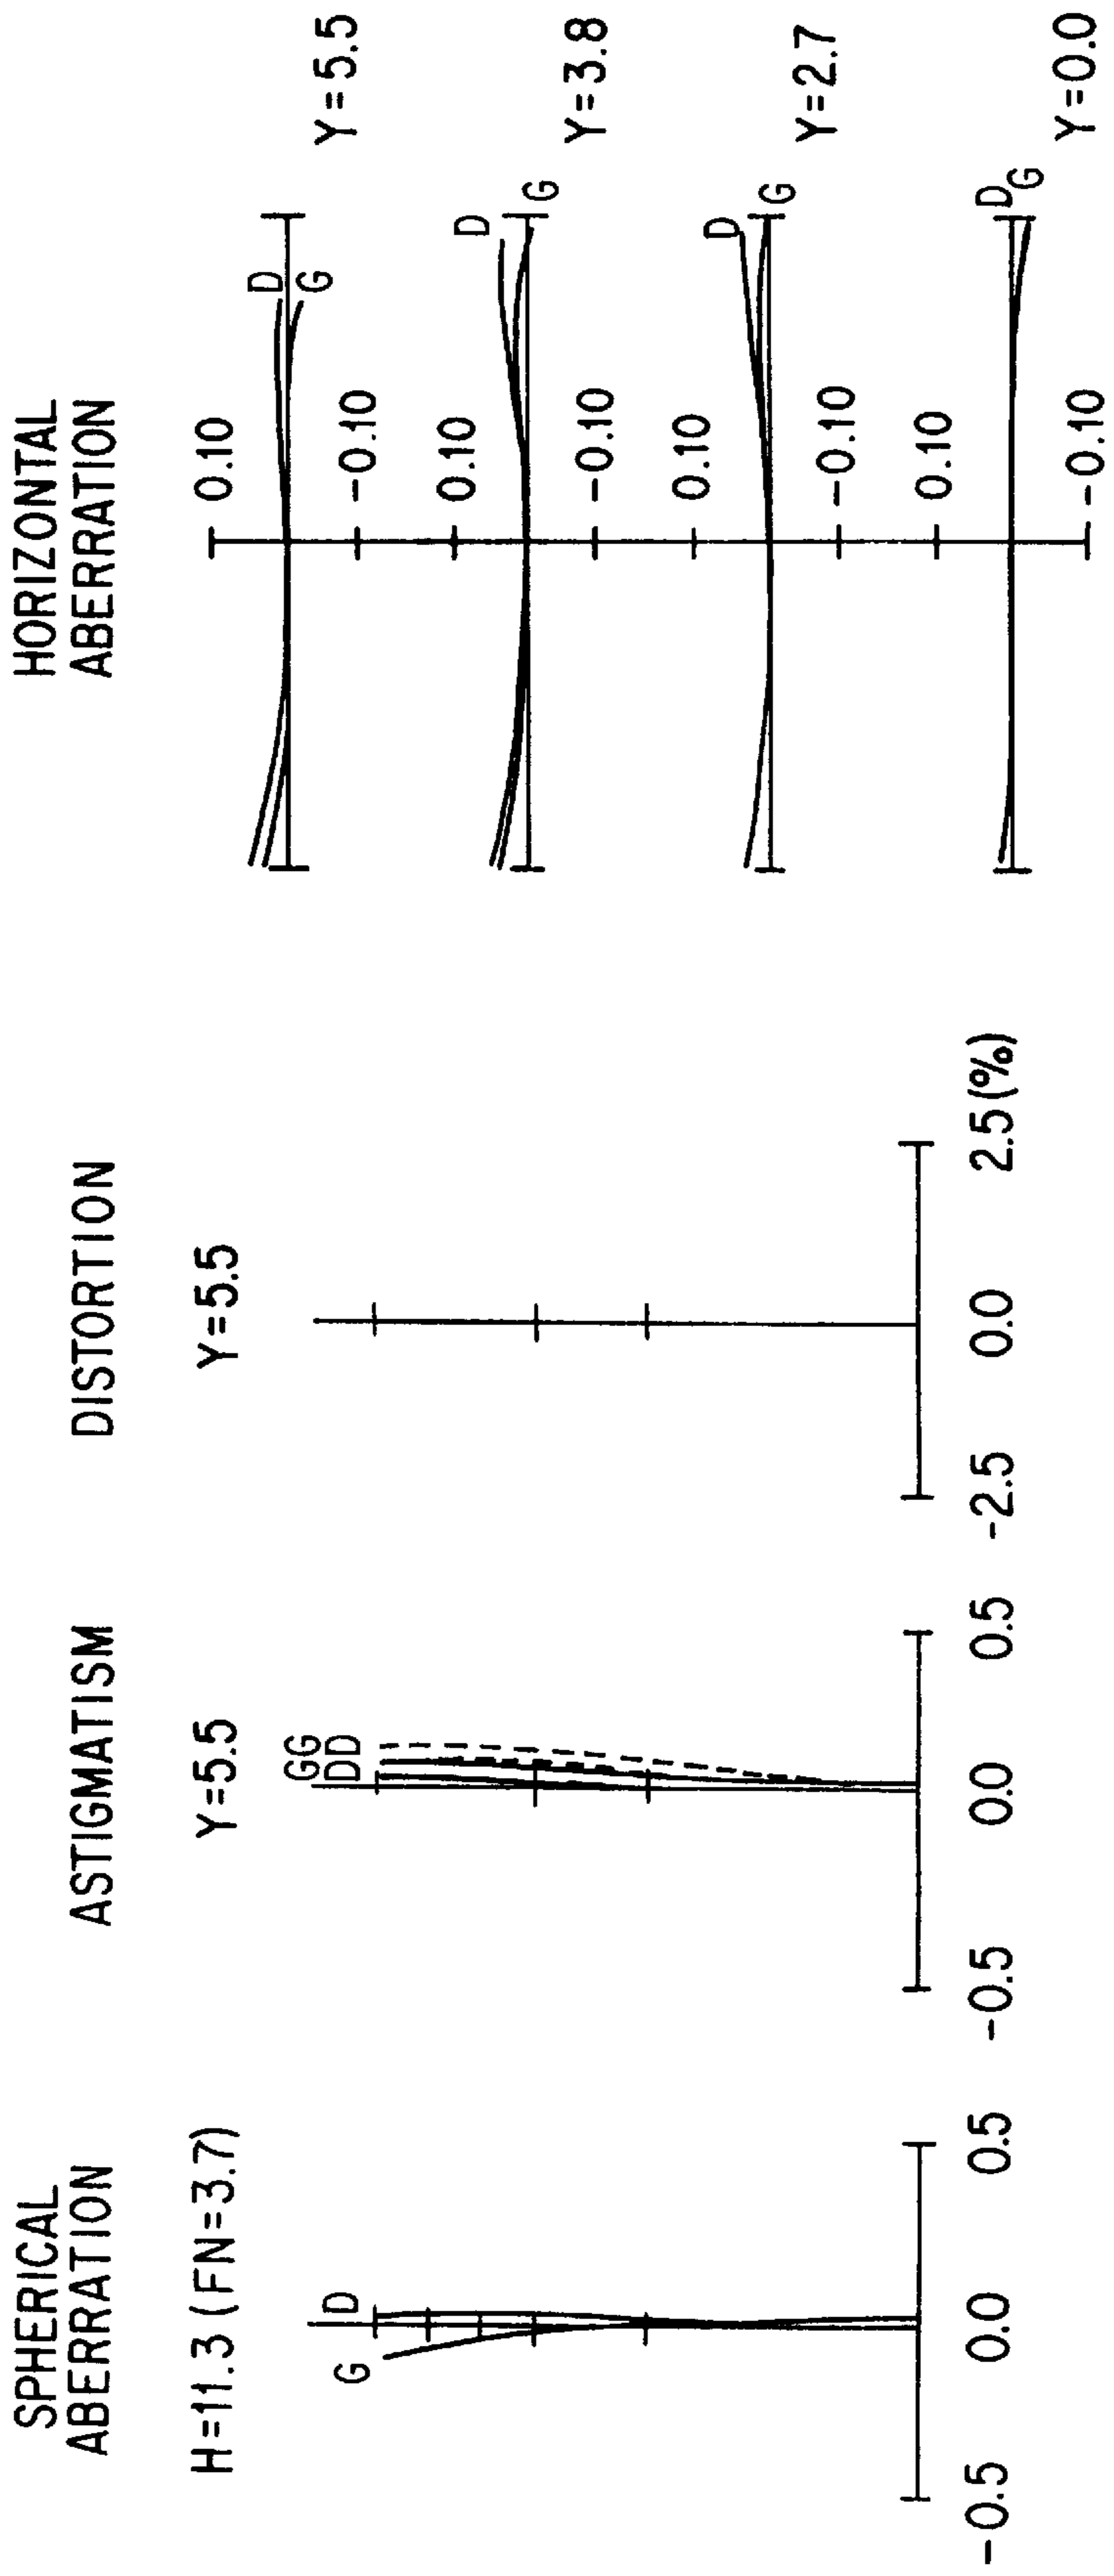 SPHERICAL
ABERRATION
H=11.3 (FN=3.7)
G
D
-0.5
0.0
0.5
ASTIGMATISM
Y=5.5
GG
DD
-0.5
0.0
0.5
DISTORTION
Y=5.5
-2.5
0.0
2.5(%)
HORIZONTAL
ABERRATION
0.10
D
G
Y=5.5
-0.10
0.10
D
G
Y=3.8
-0.10
0.10
D
G
Y=2.7
-0.10
0.10
D
G
Y=0.0
-0.10